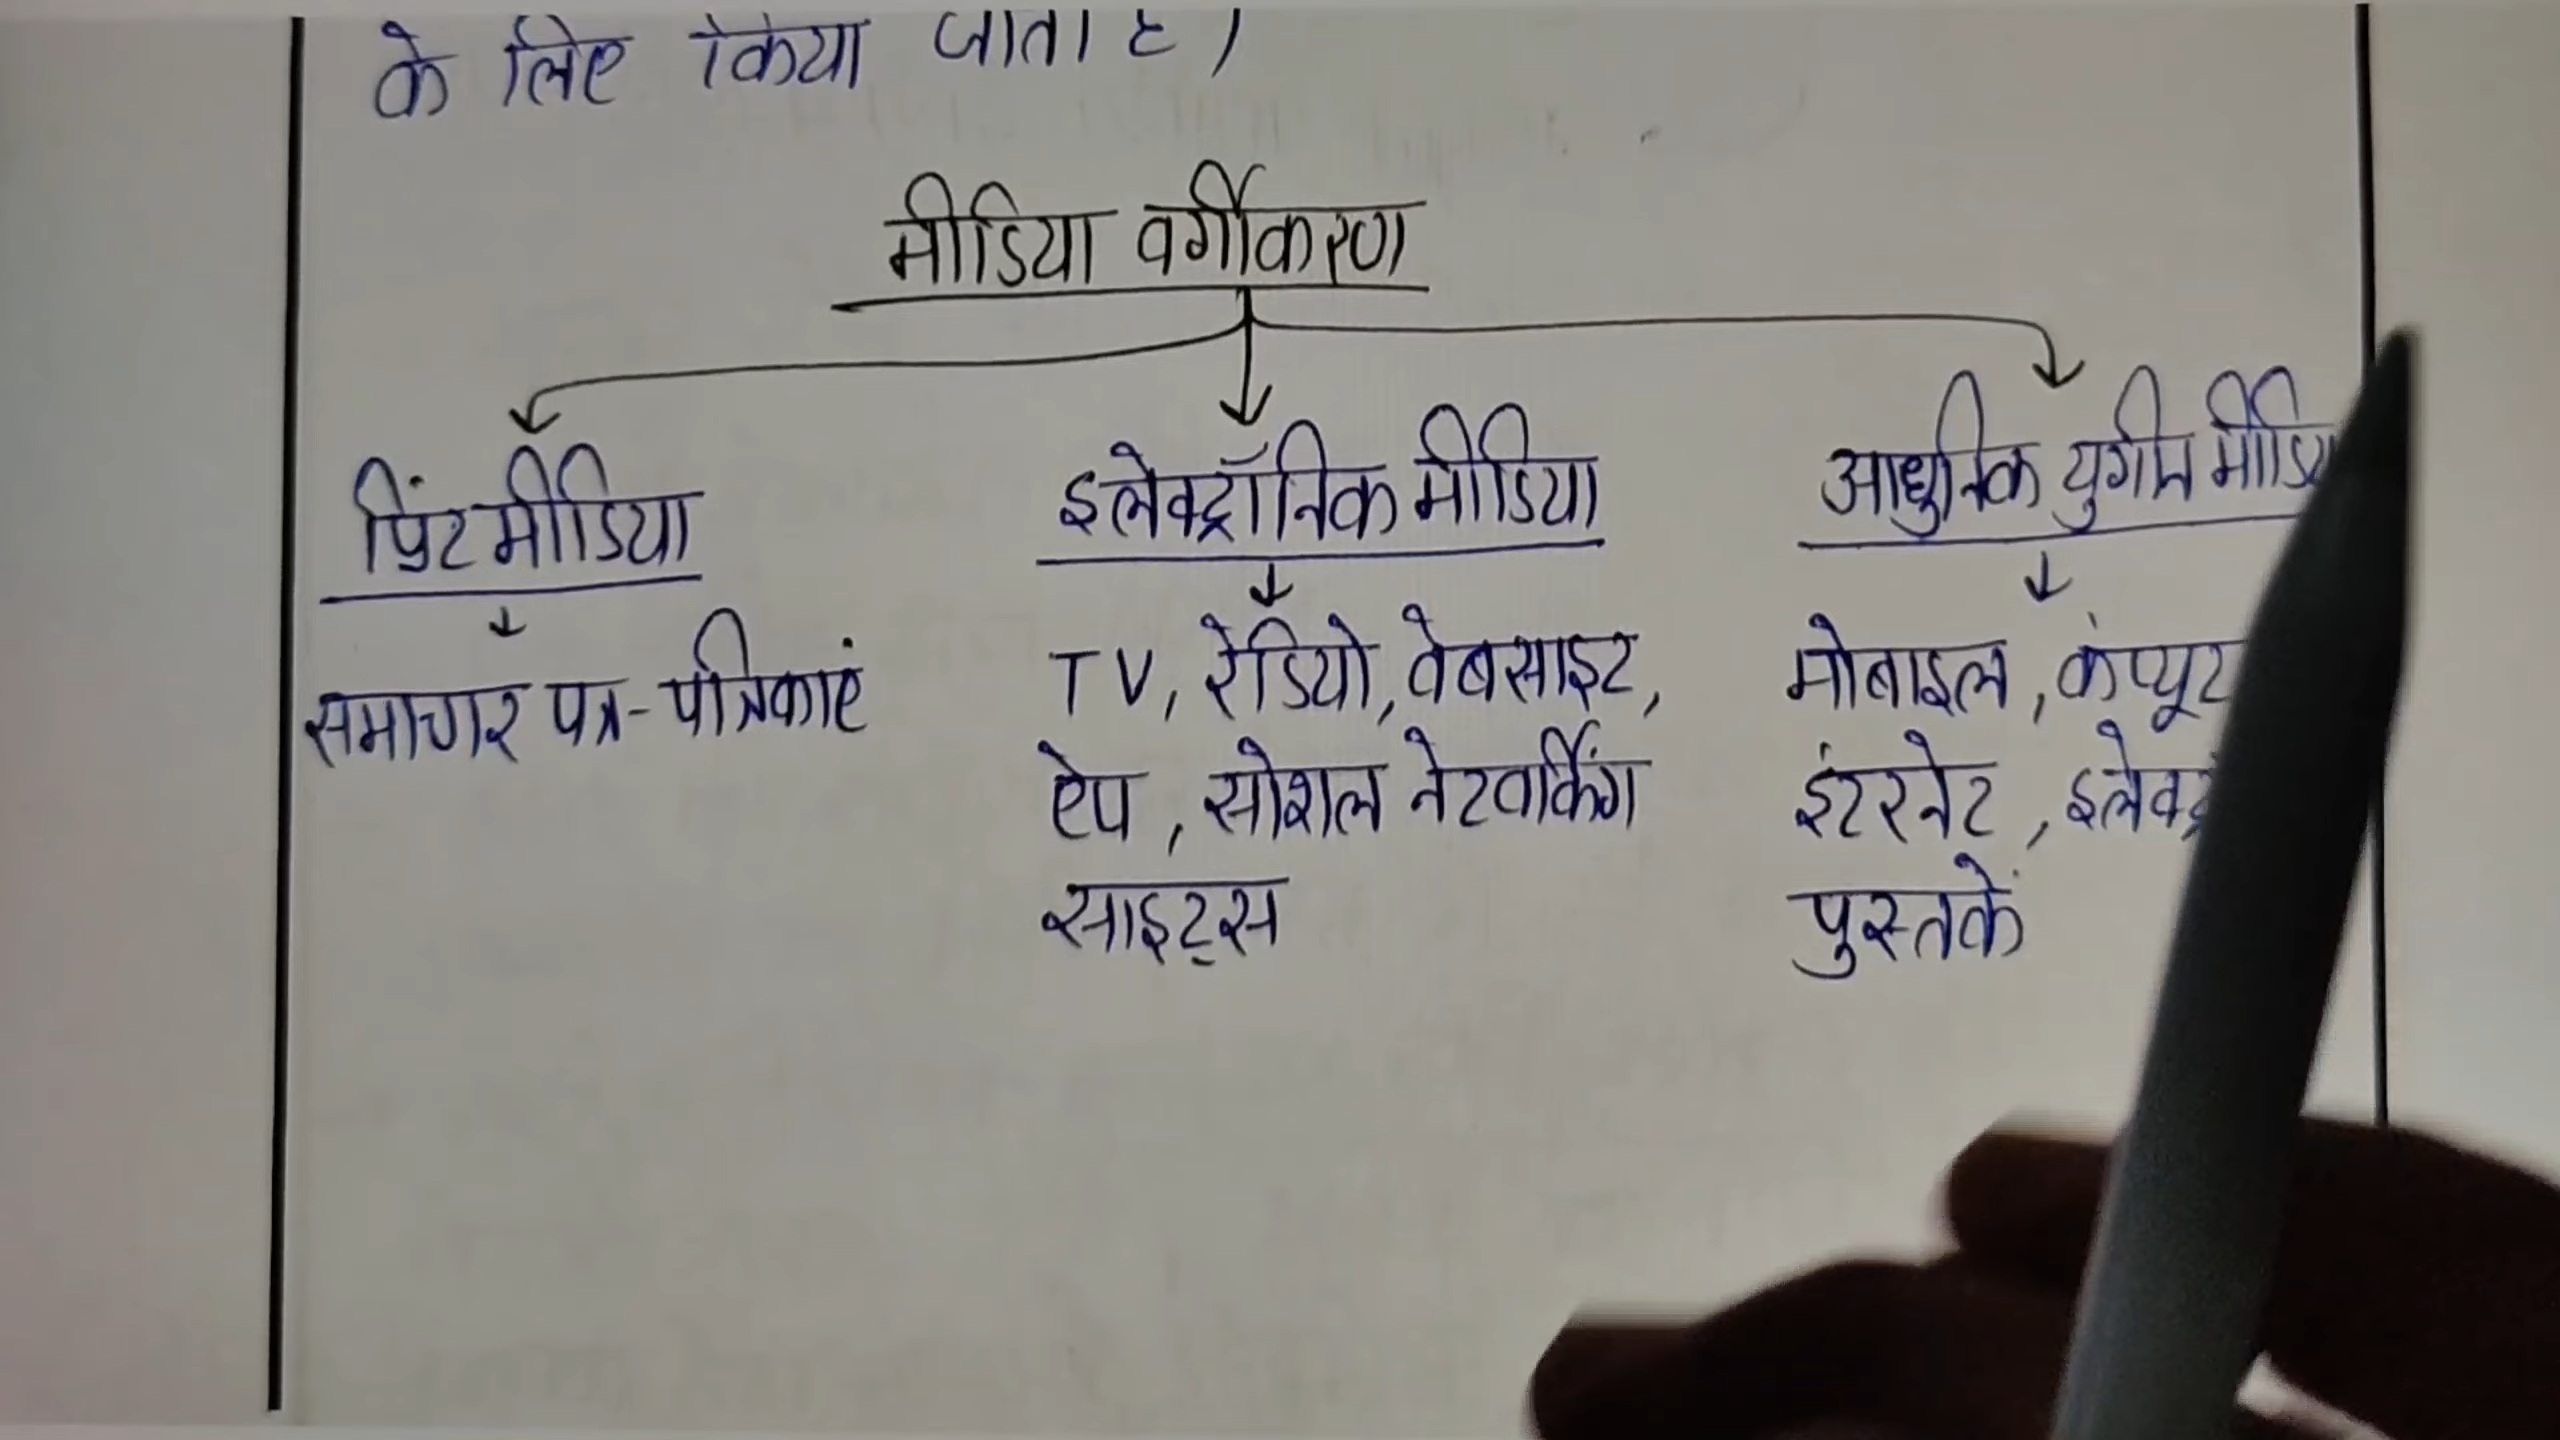 के लिए किया जाता है।
मीडिया वर्गीकरण
प्रिंट मीडिया
समाचार पत्र-पत्रिकाएं
इलेक्ट्रॉनिक मीडिया
TV, रेडियो, वेबसाइट,
ऐप, सोशल नेटवर्किंग
साइट्स
आधुनिक युगीन
मोबाइल,
इंटरनेट,
पुस्तकें